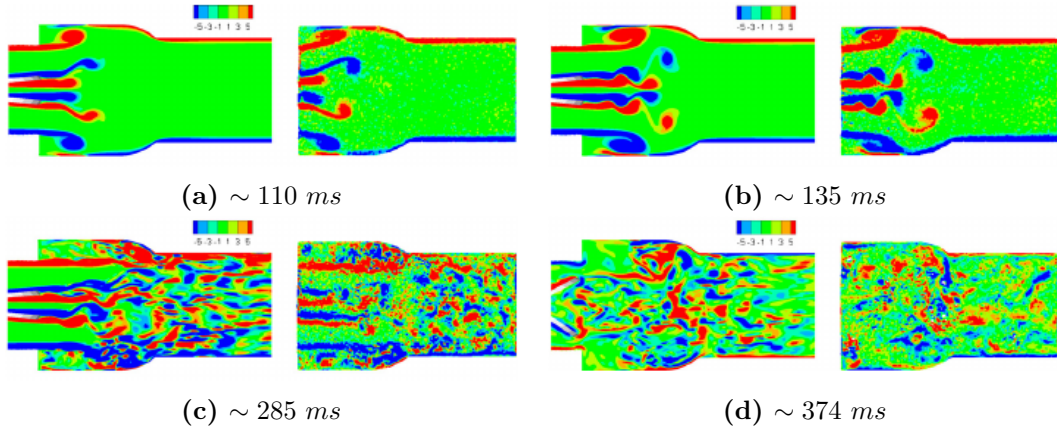 -5-3-1 1 3 5
-5-3-1 1 3 5
(a) ∼ 110 ms
(b) ∼ 135 ms
-5-3-1 1 3 5
-5-3-1 1 3 5
(c) ∼ 285 ms
(d) ∼ 374 ms